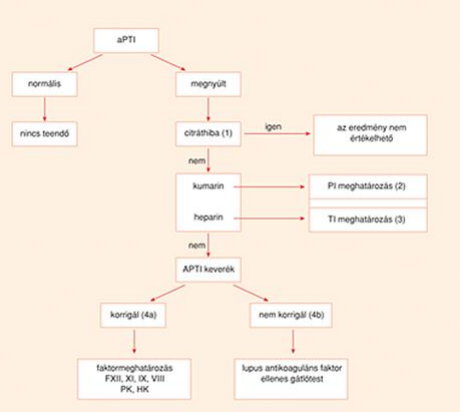 aPTI
normális
megnyúlt
nincs teendő
citráthiba (1)
igen
az eredmény nem
értékelhető
nem
kumarin
PI meghatározás (2)
heparin
TI meghatározás (3)
nem
APTI keverék
korrigál (4a)
nem korrigál (4b)
faktormeghatározás
FXII, XI, IX, VIII
PK, HK
lupus antikoaguláns faktor
ellenes gátlótest